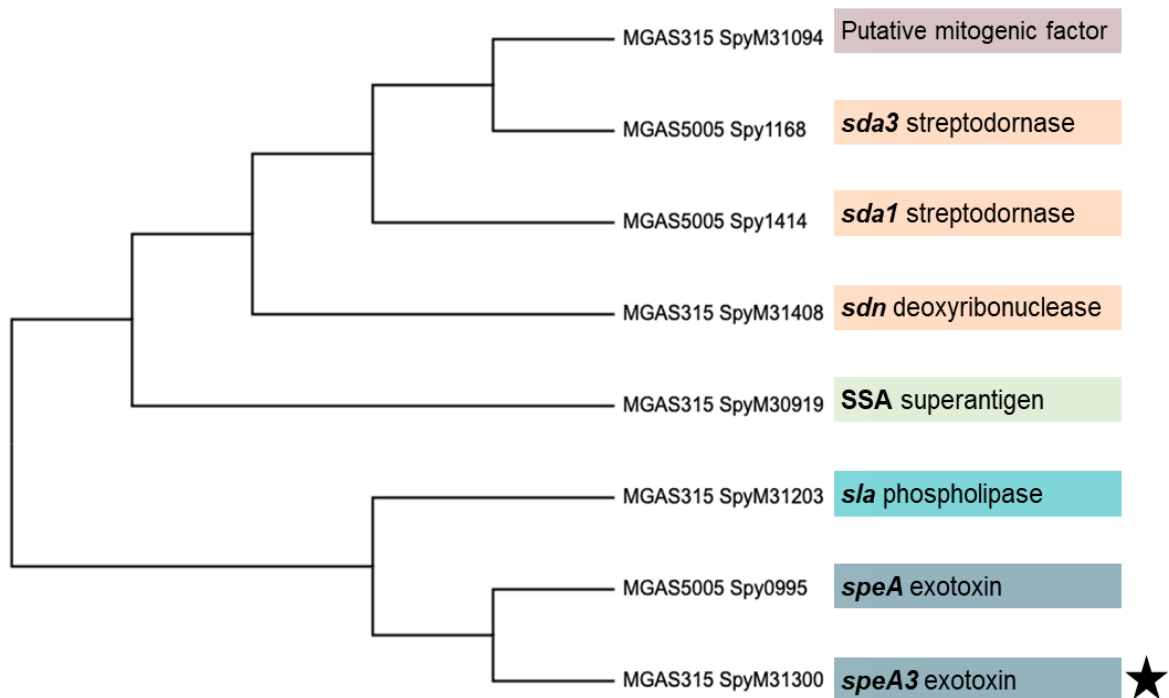 MGAS315 SpyM31094 Putative mitogenic factor
MGAS5005 Spy1168 sda3 streptodornase
MGAS5005 Spy1414 sda1 streptodornase
MGAS315 SpyM31408 sdn deoxyribonuclease
MGAS315 SpyM30919 SSA superantigen
MGAS315 SpyM31203 sla phospholipase
MGAS5005 Spy0995 speA exotoxin
MGAS315 SpyM31300 speA3 exotoxin